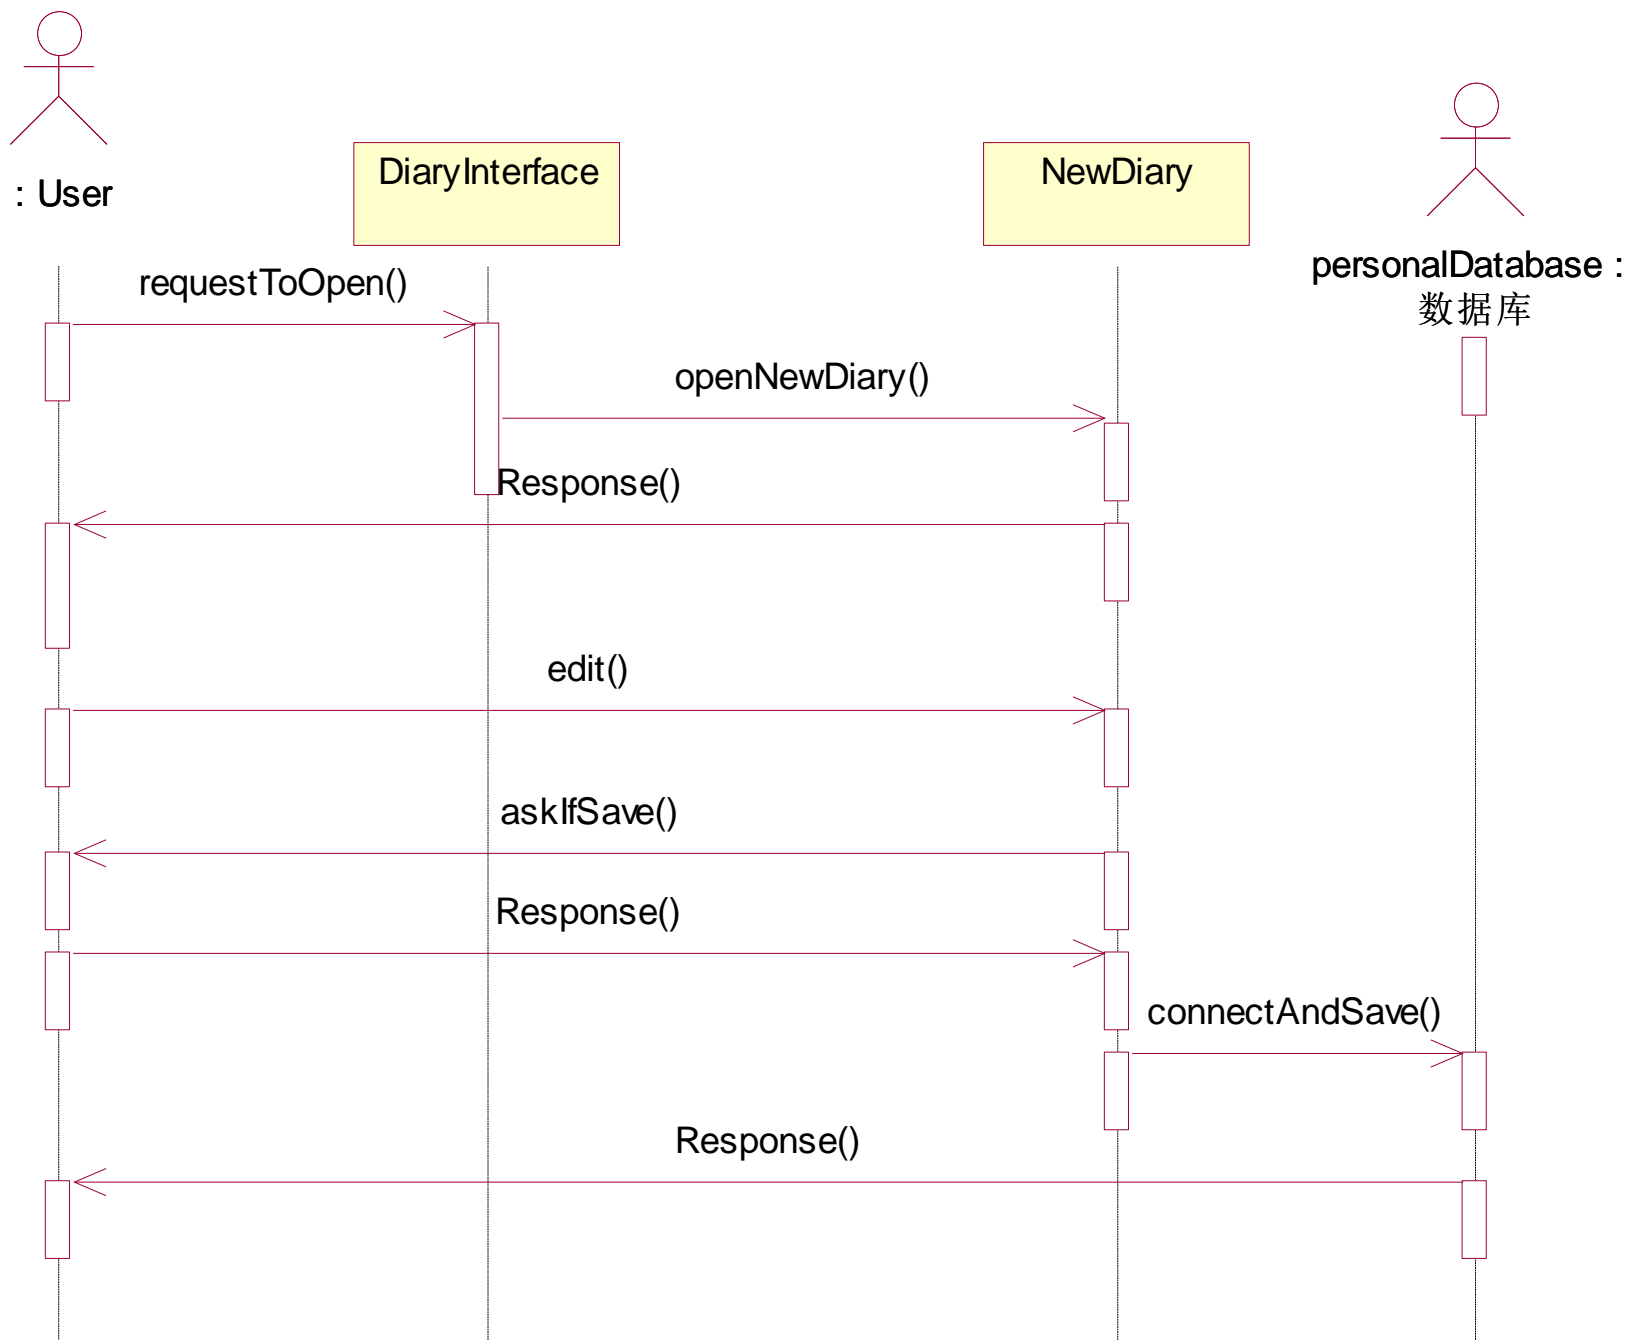 : User
DiaryInterface
NewDiary
personalDatabase :
数据库
requestToOpen()
openNewDiary()
Response()
edit()
askIfSave()
Response()
connectAndSave()
Response()